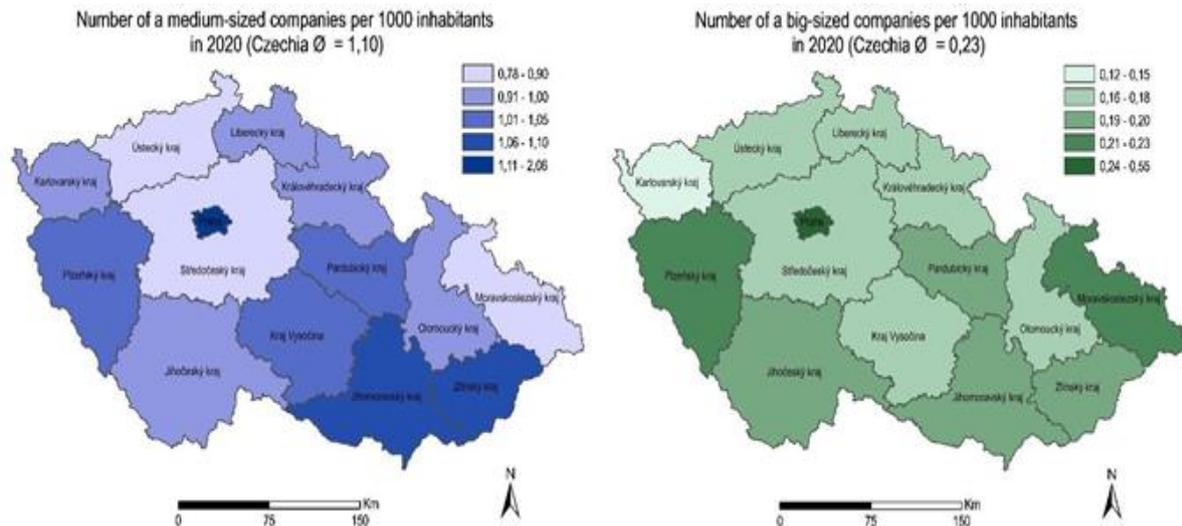 Number of a medium-sized companies per 1000 inhabitants
in 2020 (Czechia Ø = 1,10)
0,78 - 0,90
0,91 - 1,00
1,01 - 1,05
1,06 - 1,10
1,11 - 2,06
Ústecký kraj
Liberecký kraj
Karlovarský kraj
Královéhradecký kraj
Středočeský kraj
Plzeňský kraj
Pardubický kraj
Moravskoslezský kraj
Olomoucký kraj
Kraj Vysočina
Jihočeský kraj
Jihomoravský kraj
Zlínský kraj
N
Km
0 75 150
Number of a big-sized companies per 1000 inhabitants
in 2020 (Czechia Ø = 0,23)
0,12 - 0,15
0,16 - 0,18
0,19 - 0,20
0,21 - 0,23
0,24 - 0,55
Ústecký kraj
Liberecký kraj
Karlovarský kraj
Královéhradecký kraj
Středočeský kraj
Plzeňský kraj
Pardubický kraj
Moravskoslezský kraj
Olomoucký kraj
Kraj Vysočina
Jihočeský kraj
Jihomoravský kraj
Zlínský kraj
N
Km
0 75 150